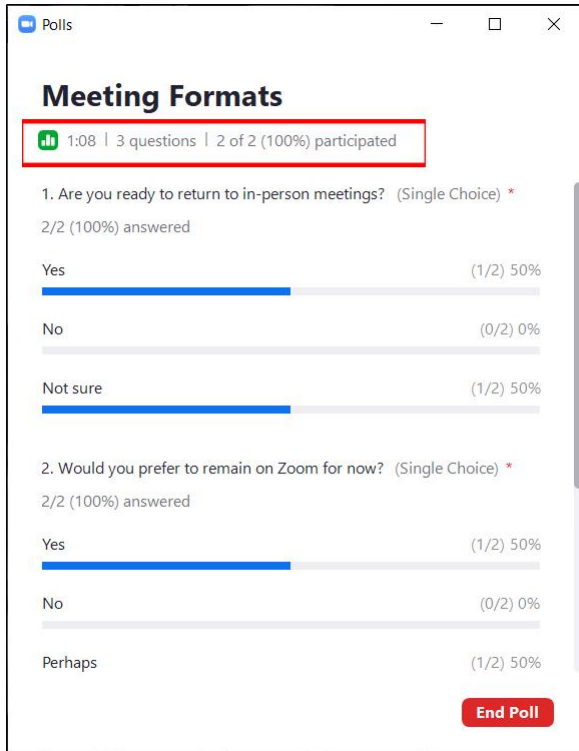 Polls
Meeting Formats
1:08 | 3 questions | 2 of 2 (100%) participated
1. Are you ready to return to in-person meetings? (Single Choice) *
2/2 (100%) answered
Yes (1/2) 50%
No (0/2) 0%
Not sure (1/2) 50%
2. Would you prefer to remain on Zoom for now? (Single Choice) *
2/2 (100%) answered
Yes (1/2) 50%
No (0/2) 0%
Perhaps (1/2) 50%
End Poll